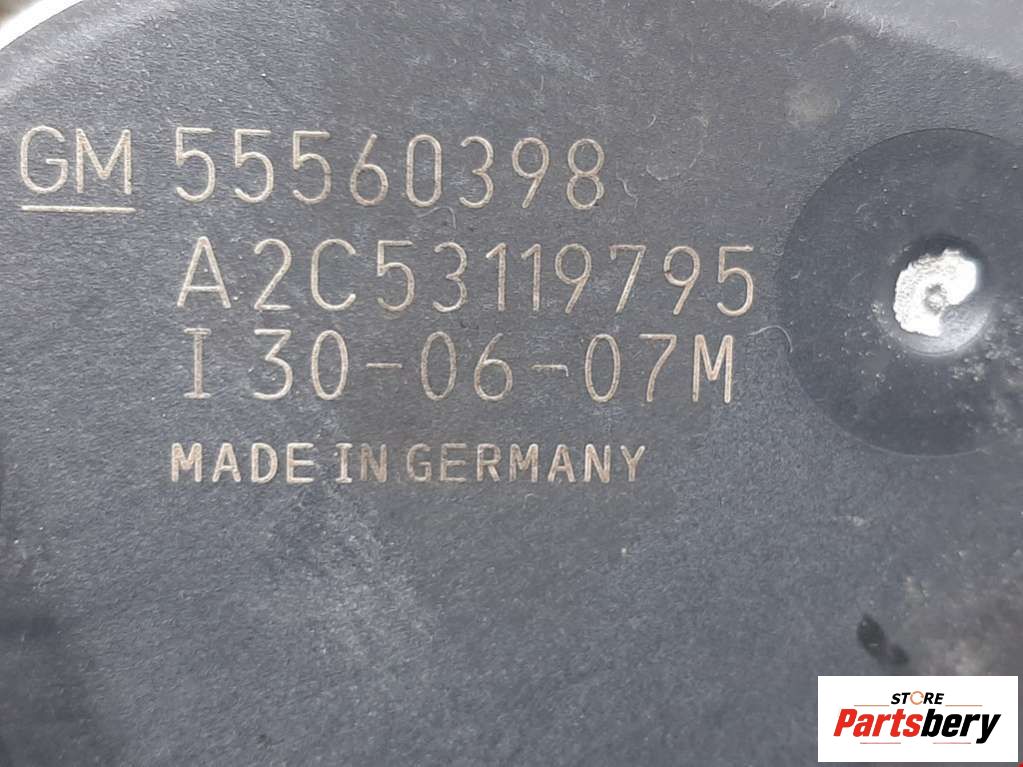 GM 55560398
A2C53119795
I 30-06-07M
MADE IN GERMANY
STORE
Partsbery